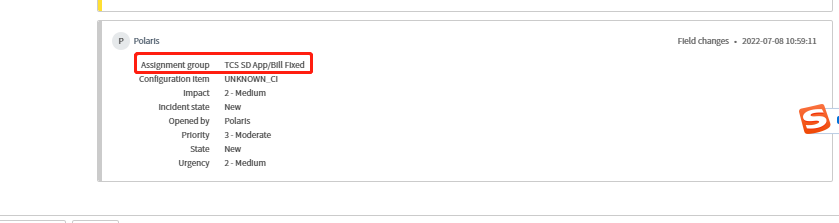 P Polaris Field changes • 2022-07-08 10:59:11
Assignment group TCS SD App/Bill Fixed
Configuration item UNKNOWN_CI
Impact 2 - Medium
Incident state New
Opened by Polaris
Priority 3 - Moderate
State New
Urgency 2 - Medium